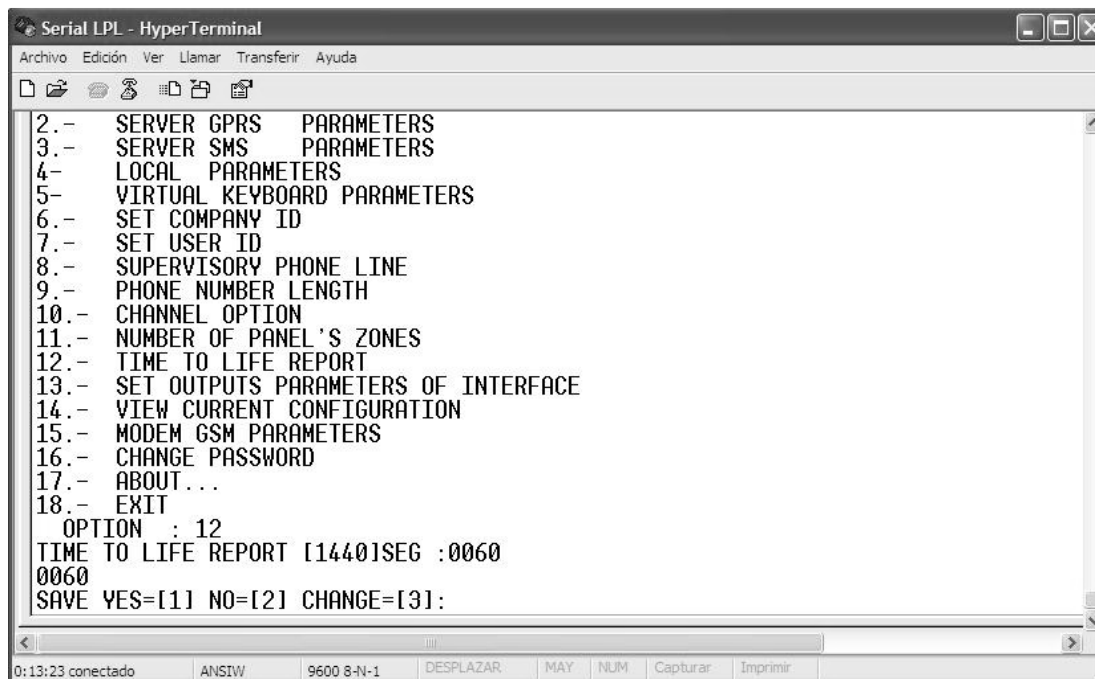 Serial LPL - HyperTerminal
Archivo Edición Ver Llamar Transferir Ayuda
2.- SERVER GPRS PARAMETERS
3.- SERVER SMS PARAMETERS
4- LOCAL PARAMETERS
5- VIRTUAL KEYBOARD PARAMETERS
6.- SET COMPANY ID
7.- SET USER ID
8.- SUPERVISORY PHONE LINE
9.- PHONE NUMBER LENGTH
10.- CHANNEL OPTION
11.- NUMBER OF PANEL'S ZONES
12.- TIME TO LIFE REPORT
13.- SET OUTPUTS PARAMETERS OF INTERFACE
14.- VIEW CURRENT CONFIGURATION
15.- MODEM GSM PARAMETERS
16.- CHANGE PASSWORD
17.- ABOUT...
18.- EXIT
OPTION : 12
TIME TO LIFE REPORT [1440]SEG :0060
0060
SAVE YES=[1] NO=[2] CHANGE=[3]:
0:13:23 conectado ANSIW 9600 8-N-1 DESPLAZAR MAY NUM Capturar Imprimir